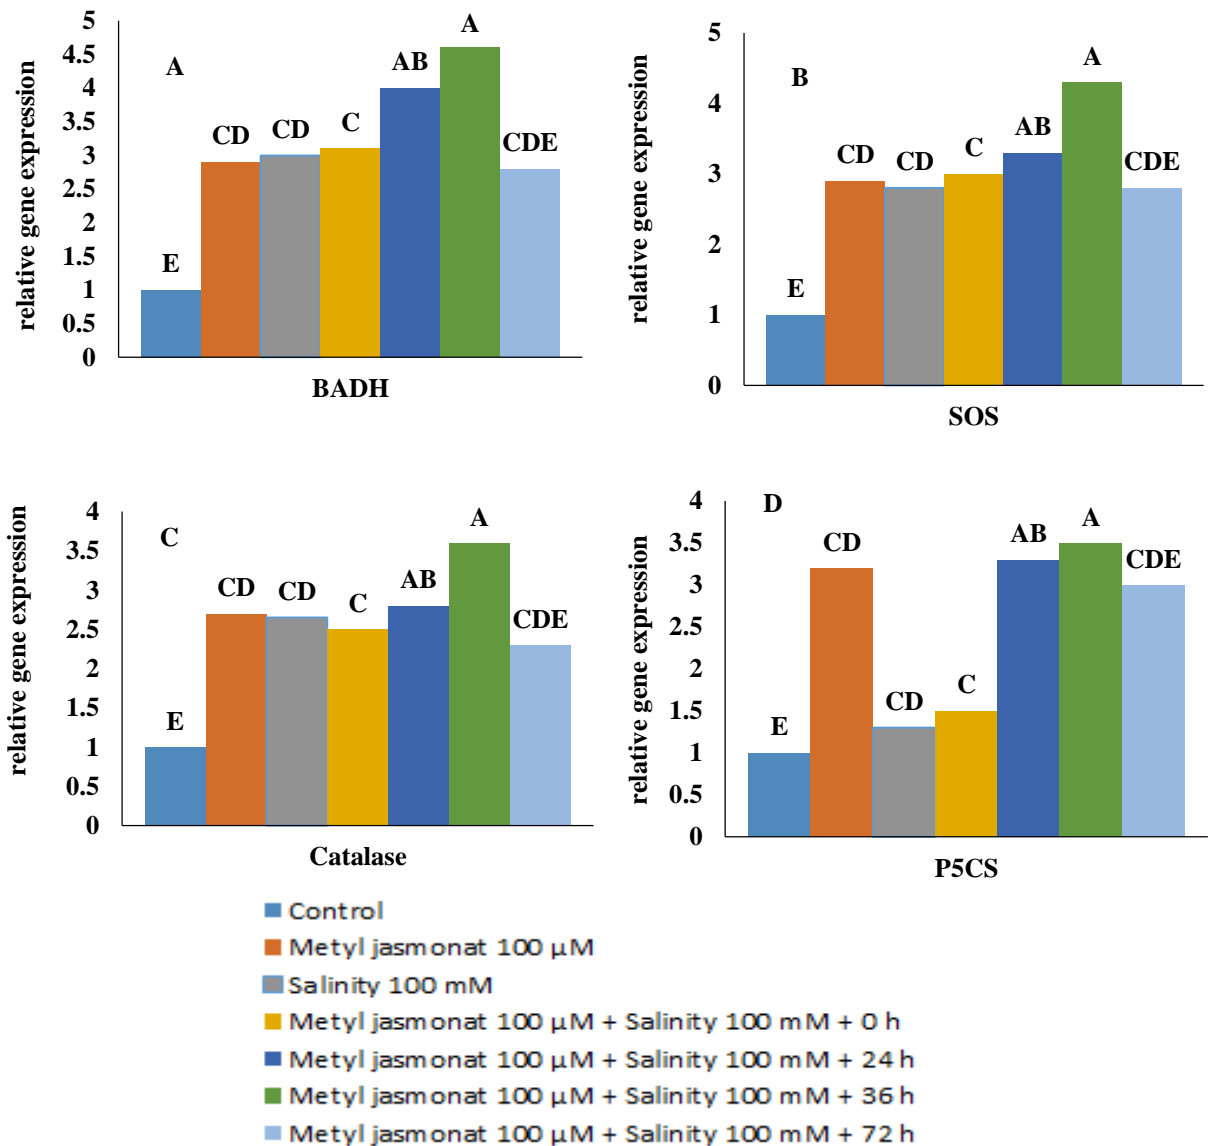 relative gene expression
5
4.5
4
3.5
3
2.5
2
1.5
1
0.5
0
A
E
CD
CD
C
AB
A
CDE
BADH
relative gene expression
5
4
3
2
1
0
B
E
CD
CD
C
AB
A
CDE
SOS
relative gene expression
4
3.5
3
2.5
2
1.5
1
0.5
0
C
E
CD
CD
C
AB
A
CDE
Catalase
relative gene expression
4
3.5
3
2.5
2
1.5
1
0.5
0
D
E
CD
CD
C
AB
A
CDE
P5CS
Control
Metyl jasmonat 100 µM
Salinity 100 mM
Metyl jasmonat 100 µM + Salinity 100 mM + 0 h
Metyl jasmonat 100 µM + Salinity 100 mM + 24 h
Metyl jasmonat 100 µM + Salinity 100 mM + 36 h
Metyl jasmonat 100 µM + Salinity 100 mM + 72 h